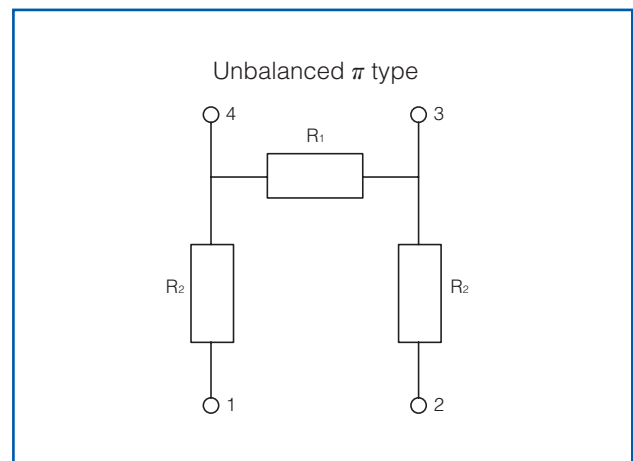 Unbalanced π type
4 3
R₁
R₂ R₂
1 2